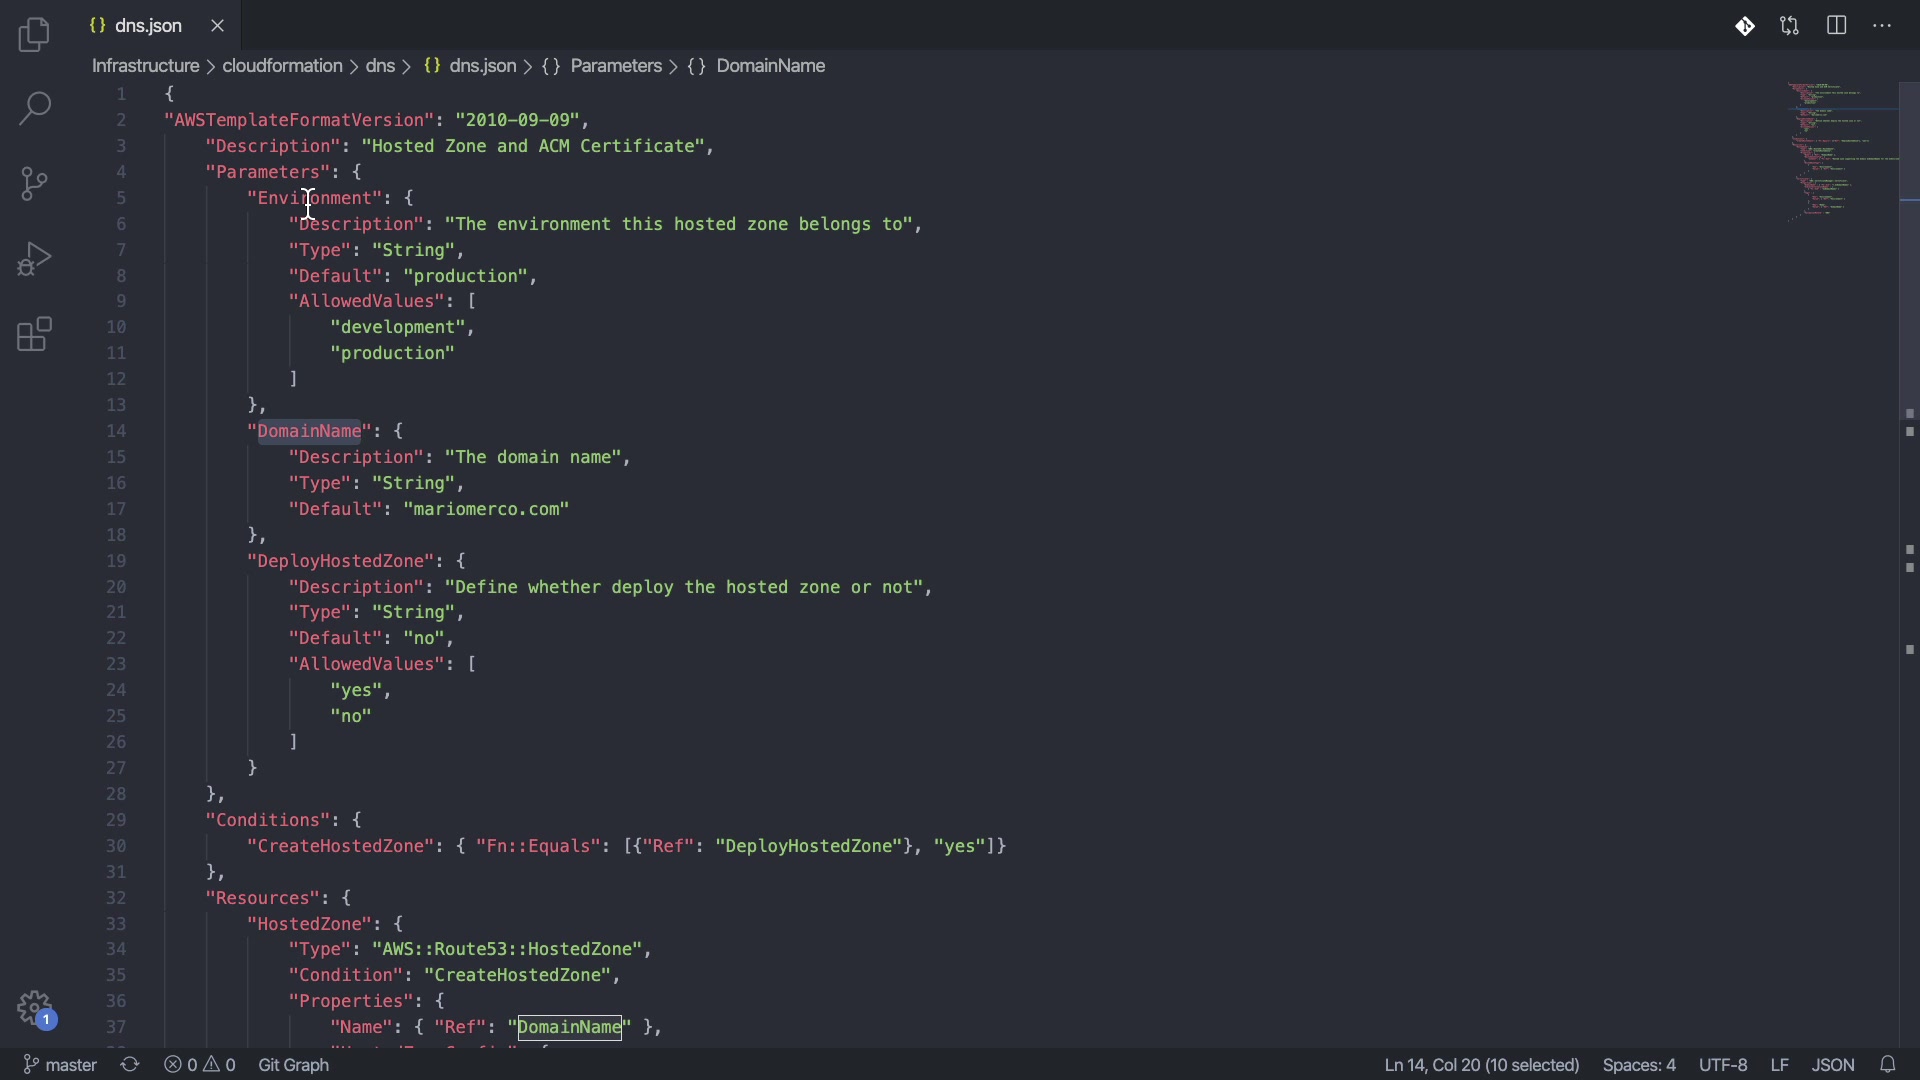 {} dns.json
Infrastructure > cloudformation > dns > {} dns.json > {} Parameters > {} DomainName
1 {
2 "AWSTemplateFormatVersion": "2010-09-09",
3     "Description": "Hosted Zone and ACM Certificate",
4     "Parameters": {
5         "Environment": {
6             "Description": "The environment this hosted zone belongs to",
7             "Type": "String",
8             "Default": "production",
9             "AllowedValues": [
10                 "development",
11                 "production"
12             ]
13         },
14         "DomainName": {
15             "Description": "The domain name",
16             "Type": "String",
17             "Default": "mariomerco.com"
18         },
19         "DeployHostedZone": {
20             "Description": "Define whether deploy the hosted zone or not",
21             "Type": "String",
22             "Default": "no",
23             "AllowedValues": [
24                 "yes",
25                 "no"
26             ]
27         }
28     },
29     "Conditions": {
30         "CreateHostedZone": { "Fn::Equals": [{"Ref": "DeployHostedZone"}, "yes"]}
31     },
32     "Resources": {
33         "HostedZone": {
34             "Type": "AWS::Route53::HostedZone",
35             "Condition": "CreateHostedZone",
36             "Properties": {
37                 "Name": { "Ref": "DomainName" },
1
master 0 0 Git Graph Ln 14, Col 20 (10 selected) Spaces: 4 UTF-8 LF JSON